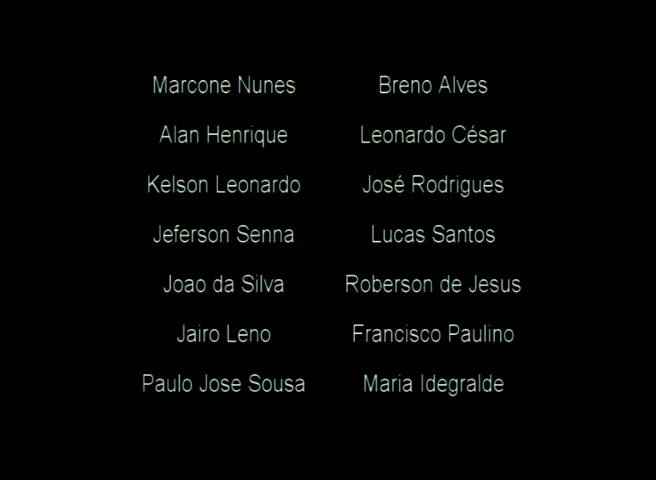 Marcone Nunes Breno Alves
Alan Henrique Leonardo César
Kelson Leonardo José Rodrigues
Jeferson Senna Lucas Santos
Joao da Silva Roberson de Jesus
Jairo Leno Francisco Paulino
Paulo Jose Sousa Maria Idegralde